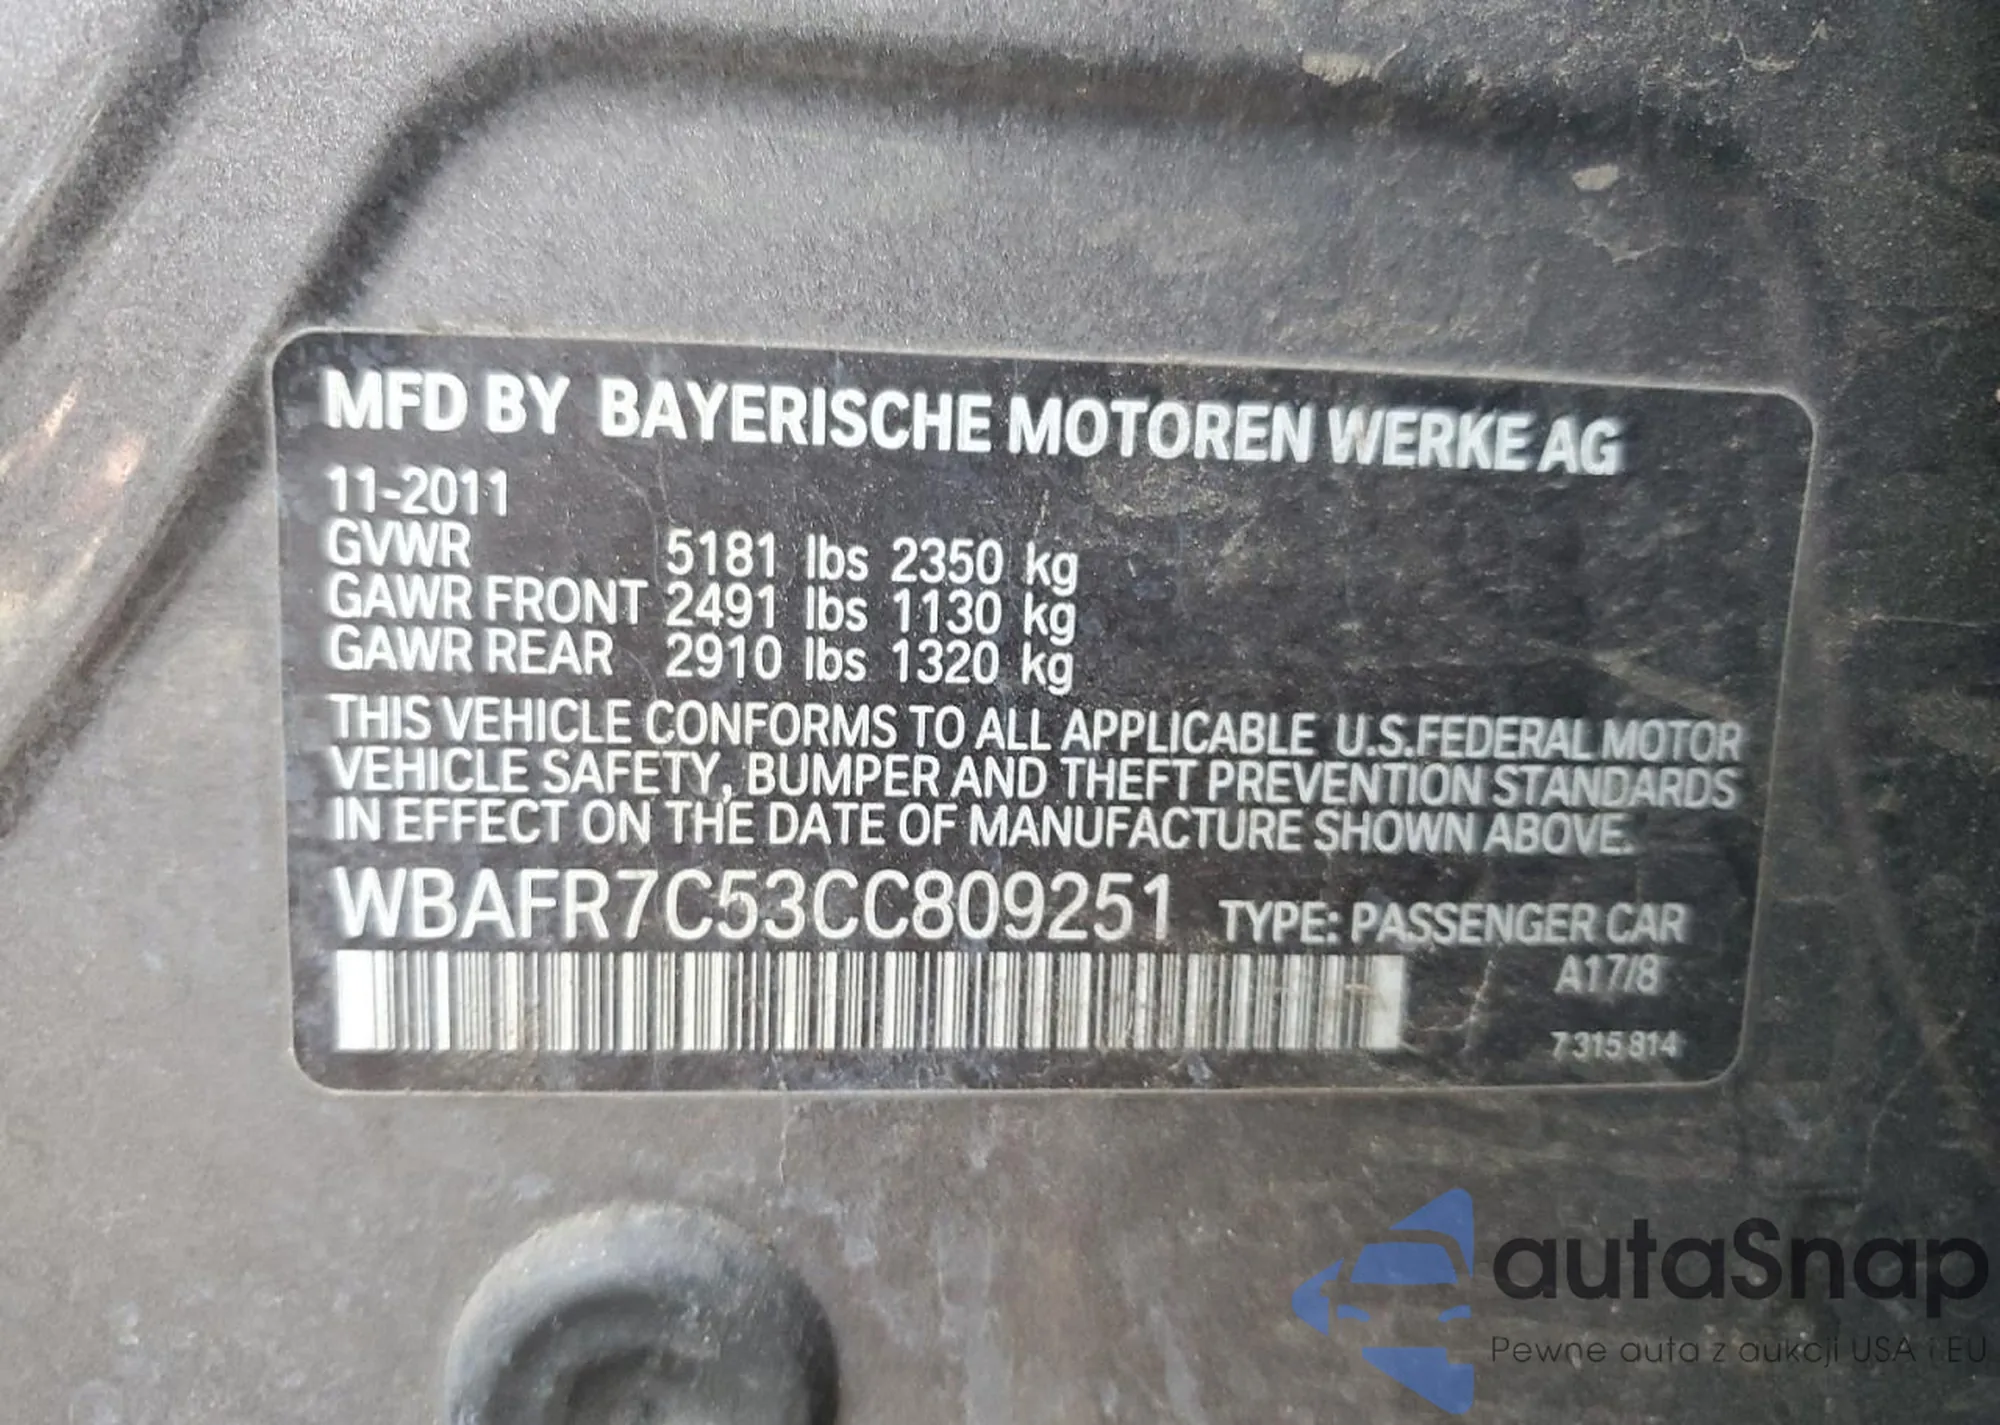 MFD BY BAYERISCHE MOTOREN WERKE AG
11-2011
GVWR 5181 lbs 2350 kg
GAWR FRONT 2491 lbs 1130 kg
GAWR REAR 2910 lbs 1320 kg
THIS VEHICLE CONFORMS TO ALL APPLICABLE U.S.FEDERAL MOTOR
VEHICLE SAFETY, BUMPER AND THEFT PREVENTION STANDARDS
IN EFFECT ON THE DATE OF MANUFACTURE SHOWN ABOVE.
WBAFR7C53CC809251 TYPE: PASSENGER CAR
A17/8
7315814
autaSnap
Pewne auta z aukcji USA i EU